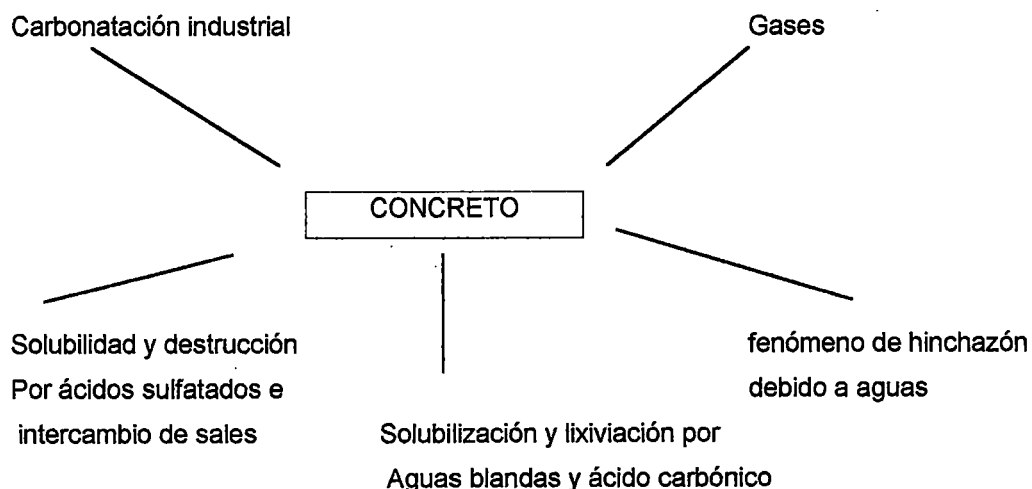 Carbonatación industrial
Gases
CONCRETO
Solubilidad y destrucción
Por ácidos sulfatados e
intercambio de sales
Solubilización y lixiviación por
Aguas blandas y ácido carbónico
fenómeno de hinchazón
debido a aguas